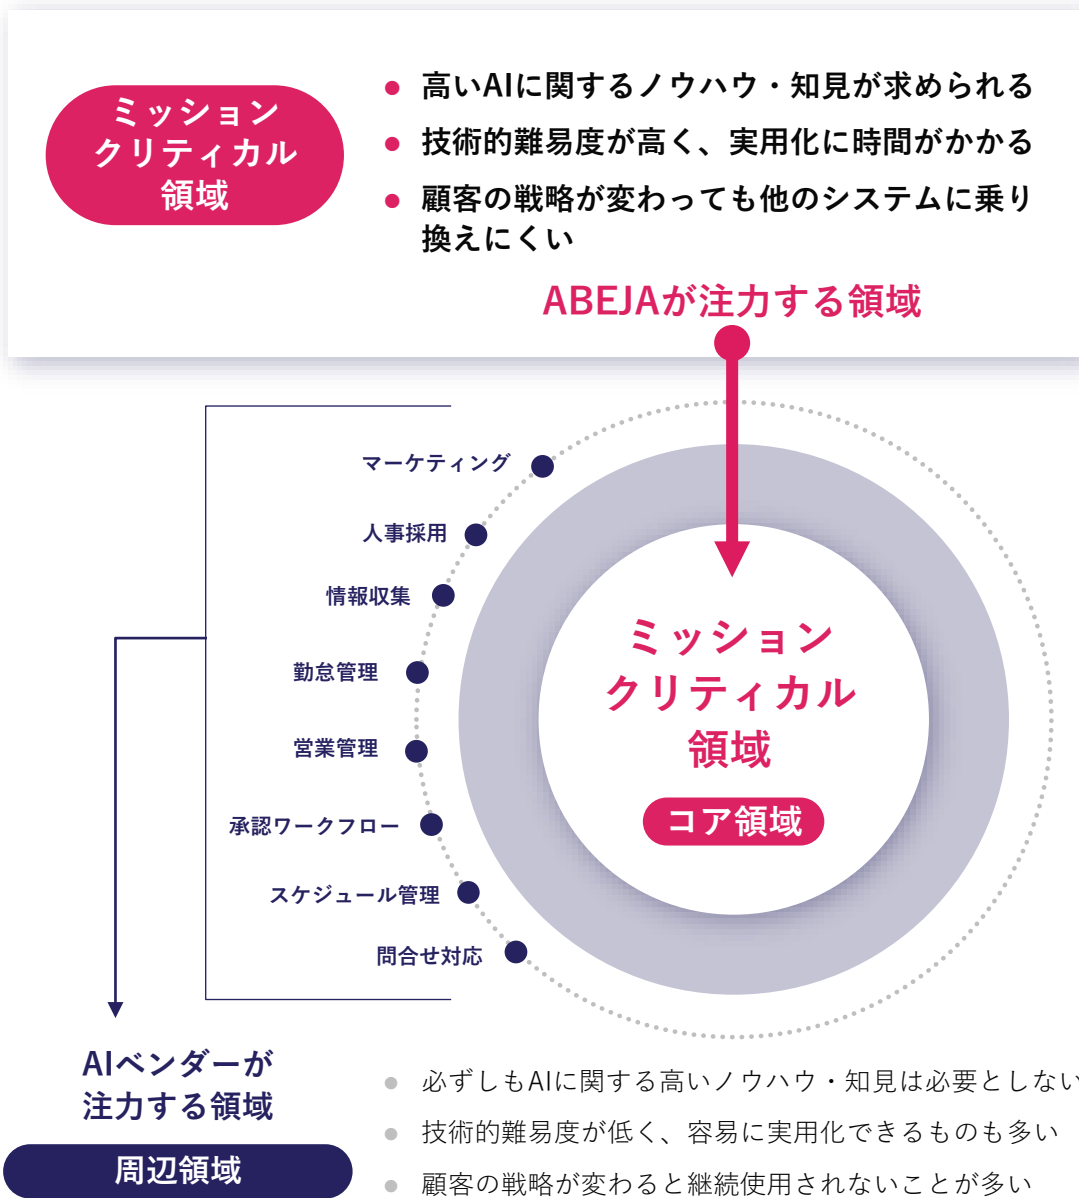 ミッション
クリティカル
領域
● 高いAIに関するノウハウ・知見が求められる
● 技術的難易度が高く、実用化に時間がかかる
● 顧客の戦略が変わっても他のシステムに乗り
換えにくい
ABEJAが注力する領域
マーケティング
人事採用
情報収集
勤怠管理
営業管理
承認ワークフロー
スケジュール管理
問合せ対応
ミッション
クリティカル
領域
コア領域
AIベンダーが
注力する領域
周辺領域
● 必ずしもAIに関する高いノウハウ・知見は必要としない
● 技術的難易度が低く、容易に実用化できるものも多い
● 顧客の戦略が変わると継続使用されないことが多い